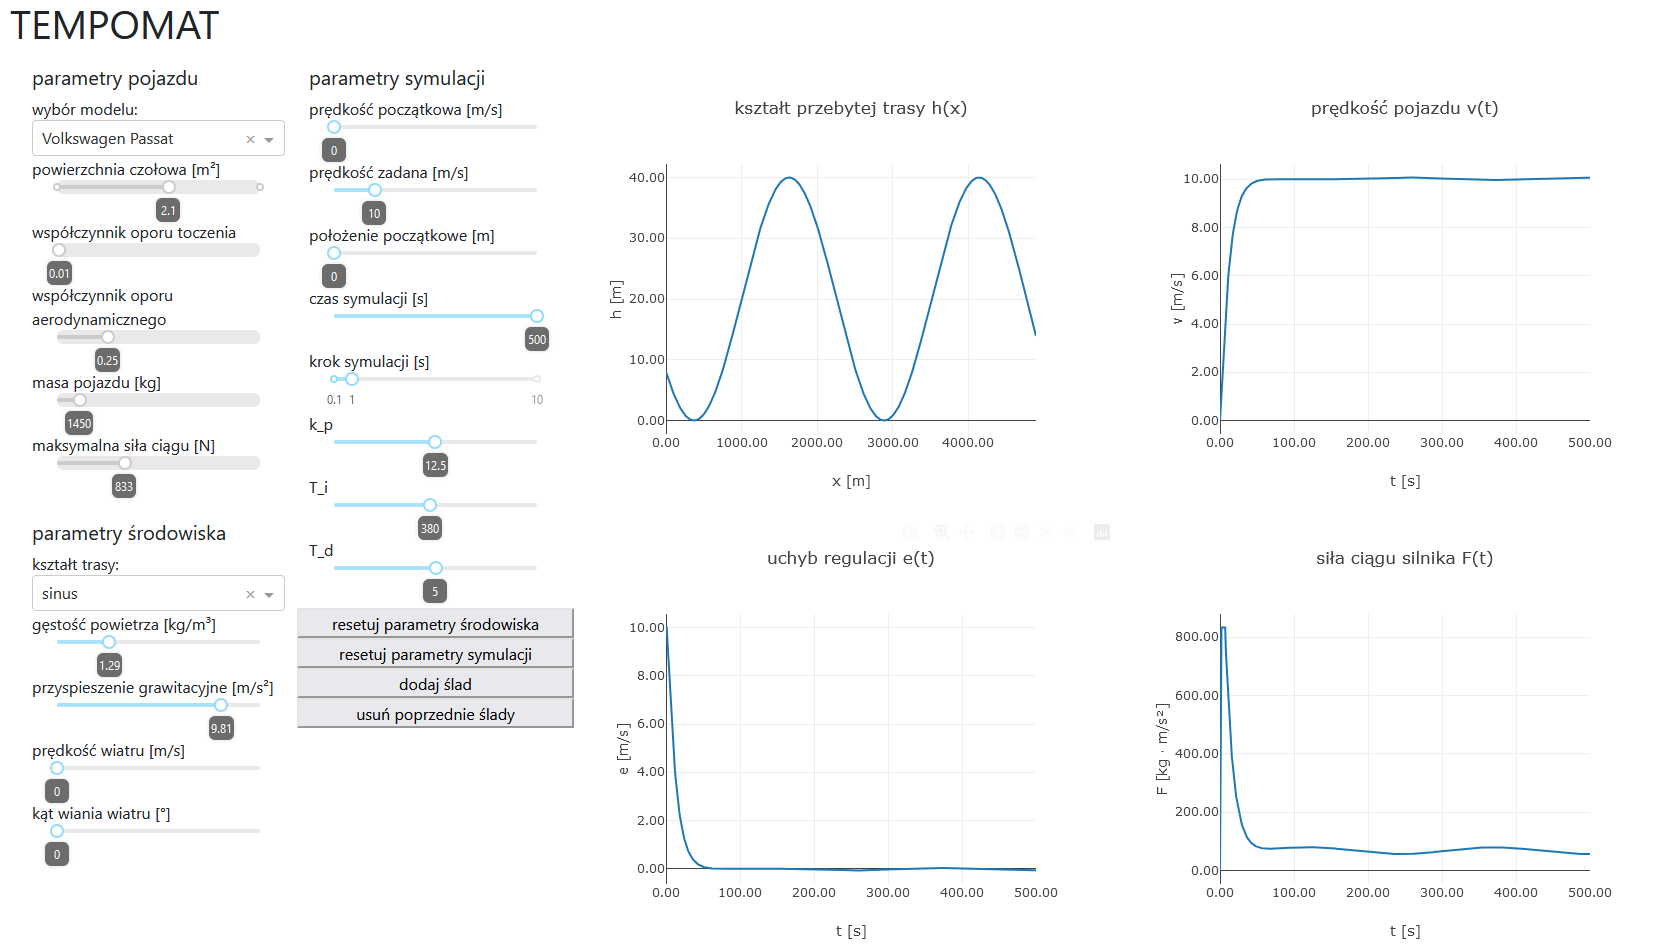 TEMPOMAT
parametry pojazdu
wybór modelu:
Volkswagen Passat
powierzchnia czołowa [m²]
2.1
współczynnik oporu toczenia
0.01
współczynnik oporu
aerodynamicznego
0.25
masa pojazdu [kg]
1450
maksymalna siła ciągu [N]
833
parametry środowiska
kształt trasy:
sinus
gęstość powietrza [kg/m³]
1.29
przyspieszenie grawitacyjne [m/s²]
9.81
prędkość wiatru [m/s]
0
kąt wiania wiatru [°]
0
parametry symulacji
prędkość początkowa [m/s]
0
prędkość zadana [m/s]
10
położenie początkowe [m]
0
czas symulacji [s]
500
krok symulacji [s]
0.1 1 10
k_p
12.5
T_i
380
T_d
5
resetuj parametry środowiska
resetuj parametry symulacji
dodaj ślad
usuń poprzednie ślady
kształt przebytej trasy h(x)
h [m]
40.00
30.00
20.00
10.00
0.00
0.00 1000.00 2000.00 3000.00 4000.00
x [m]
prędkość pojazdu v(t)
v [m/s]
10.00
8.00
6.00
4.00
2.00
0.00
0.00 100.00 200.00 300.00 400.00 500.00
t [s]
uchyb regulacji e(t)
e [m/s]
10.00
8.00
6.00
4.00
2.00
0.00
0.00 100.00 200.00 300.00 400.00 500.00
t [s]
siła ciągu silnika F(t)
F [kg · m/s²]
800.00
600.00
400.00
200.00
0.00
0.00 100.00 200.00 300.00 400.00 500.00
t [s]